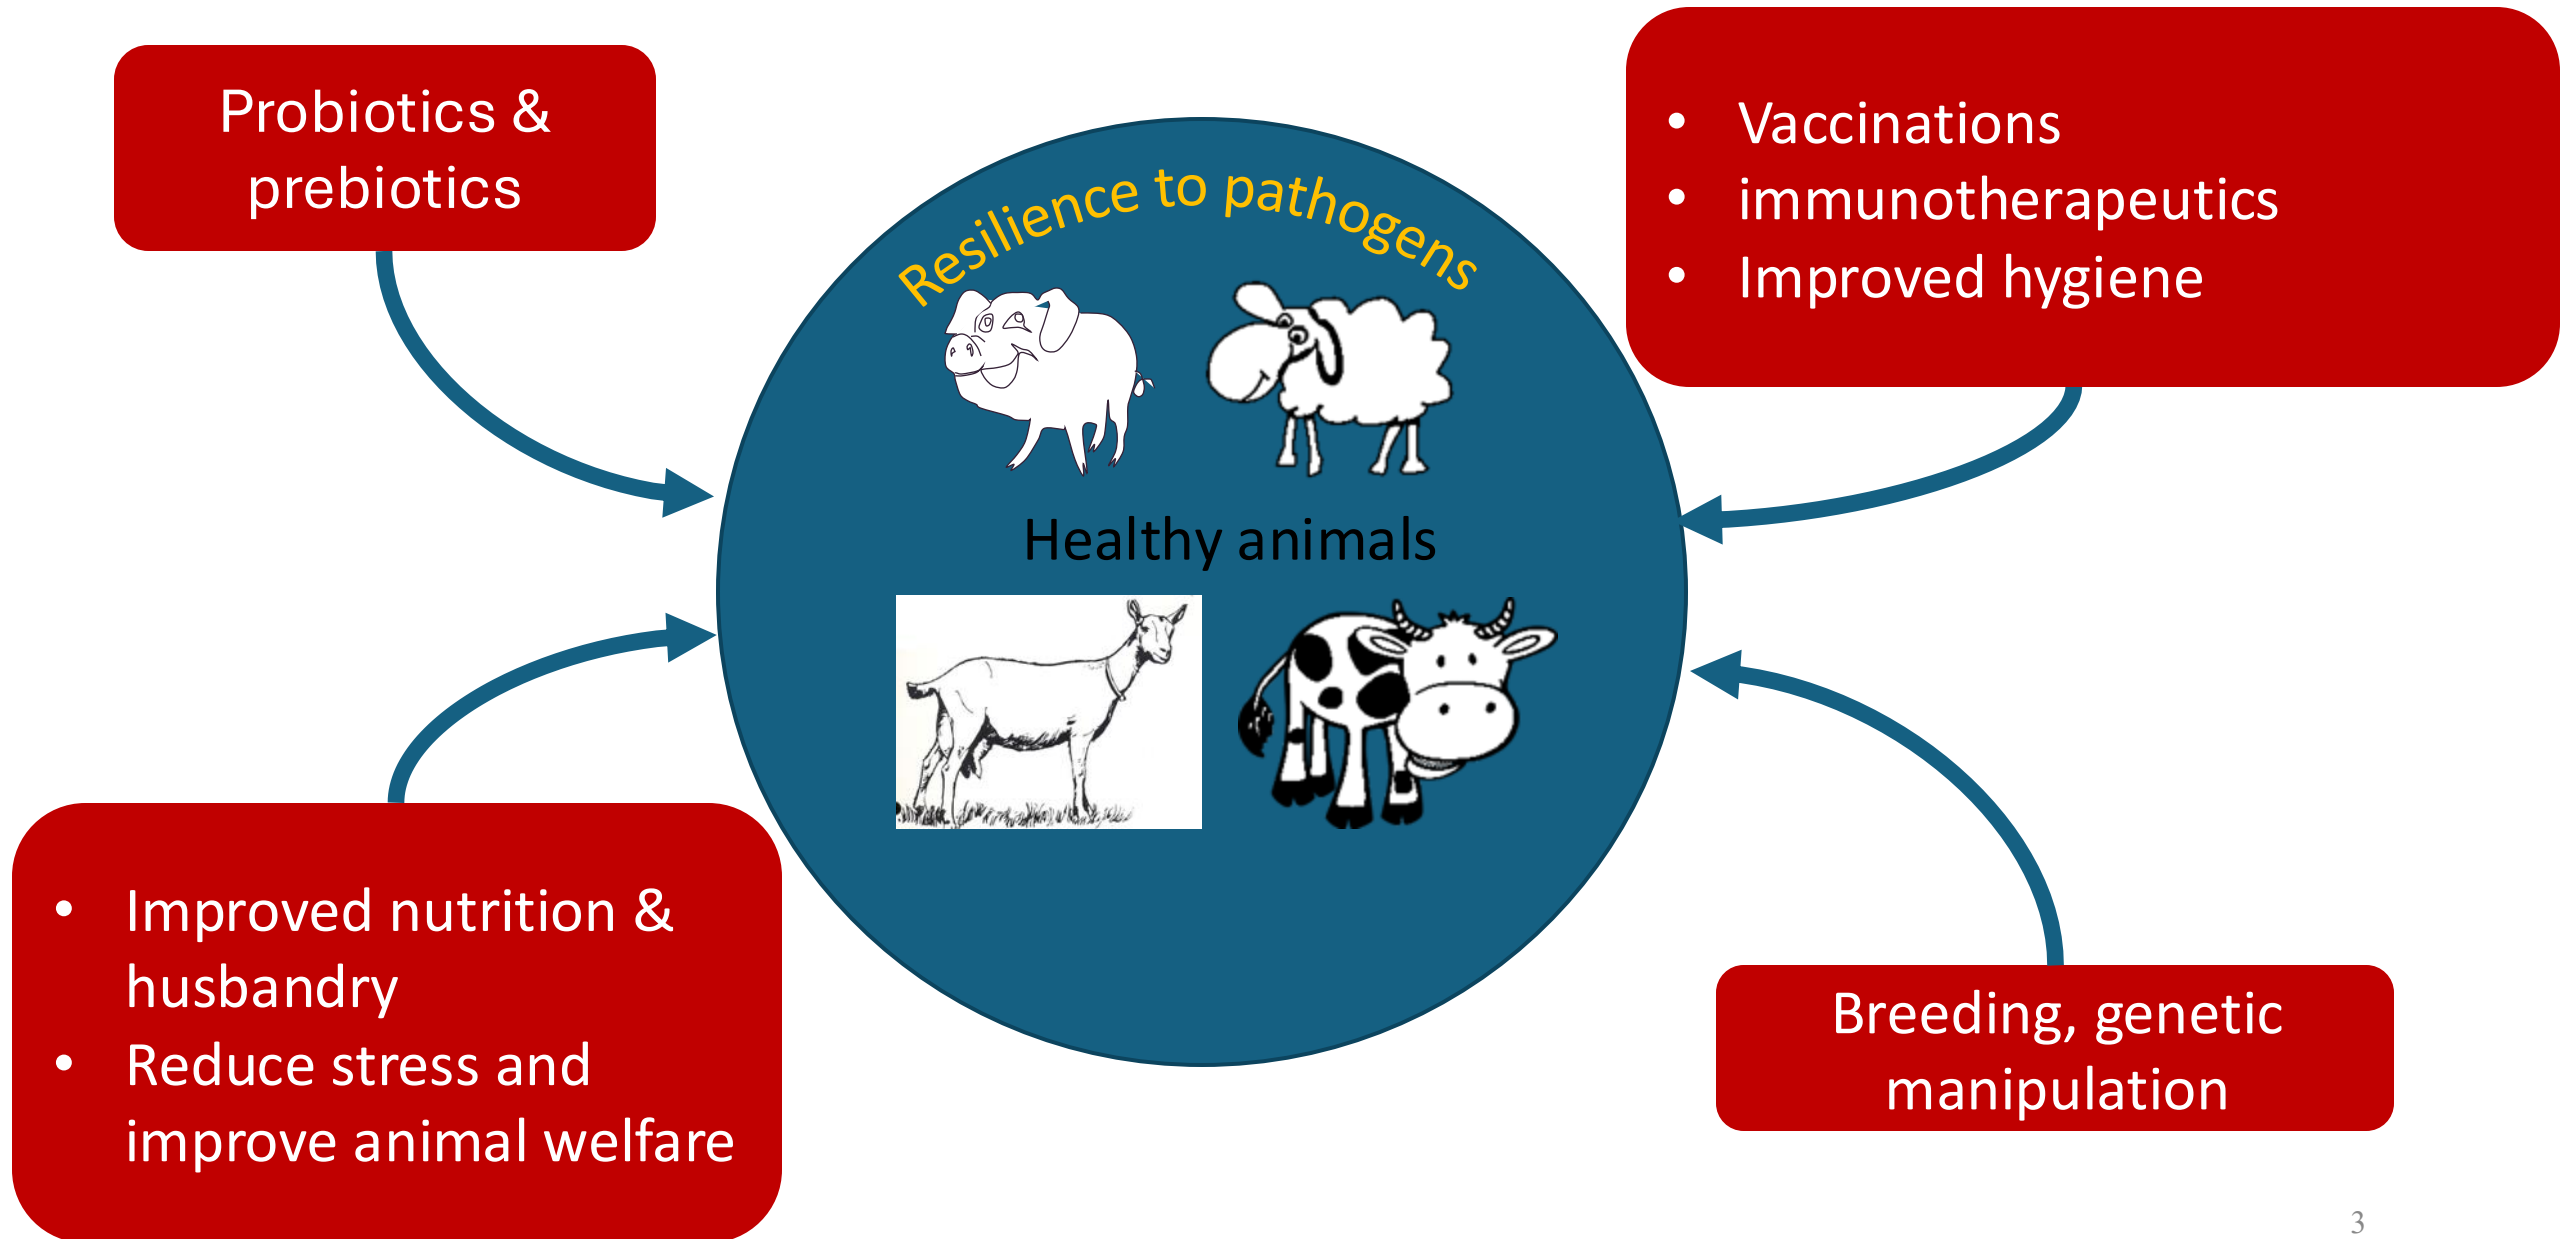 Probiotics &
prebiotics
• Vaccinations
• immunotherapeutics
• Improved hygiene
Resilience to pathogens
Healthy animals
• Improved nutrition &
husbandry
• Reduce stress and
improve animal welfare
Breeding, genetic
manipulation
3